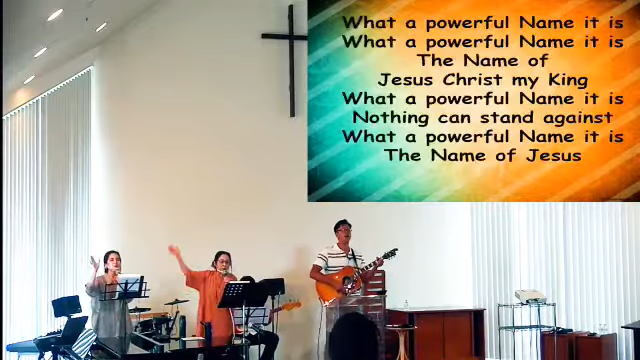 What a powerful Name it is
What a powerful Name it is
The Name of
Jesus Christ my King
What a powerful Name it is
Nothing can stand against
What a powerful Name it is
The Name of Jesus